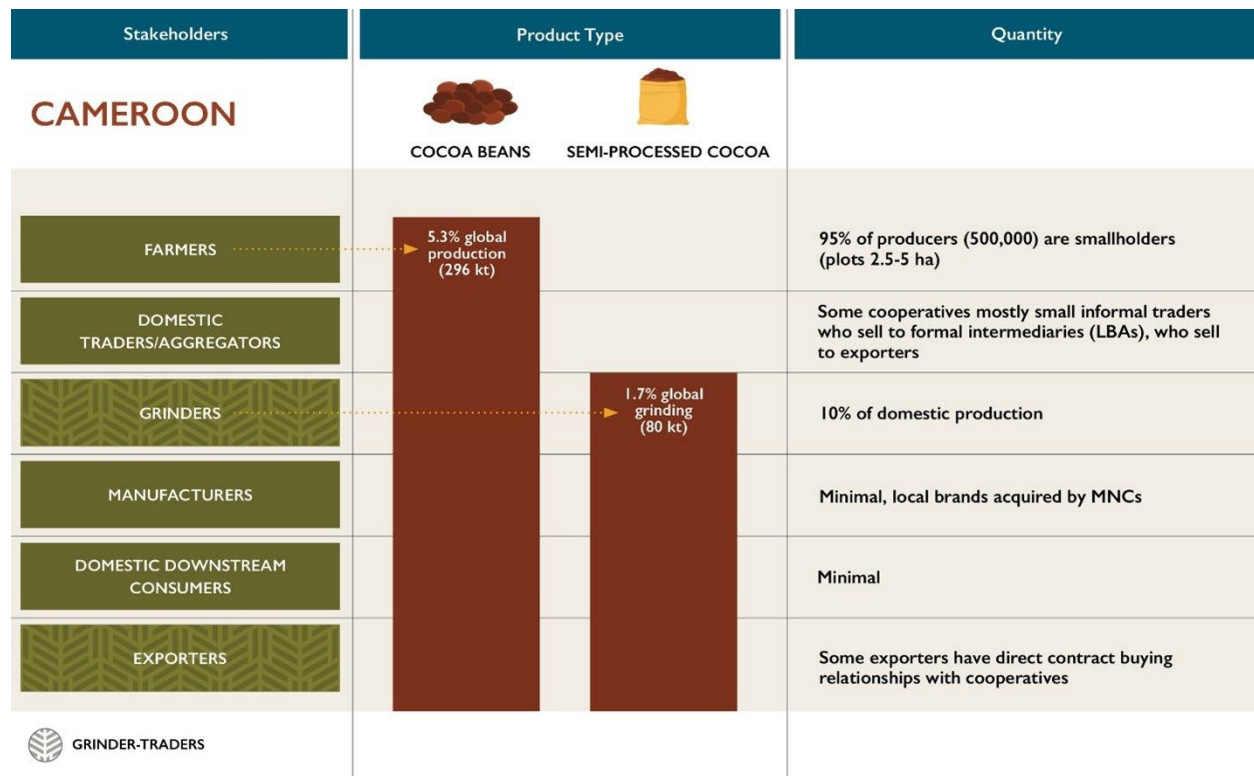 Stakeholders
Product Type
Quantity
CAMEROON
COCOA BEANS
SEMI-PROCESSED COCOA
FARMERS
5.3% global
production
(296 kt)
95% of producers (500,000) are smallholders
(plots 2.5-5 ha)
DOMESTIC
TRADERS/AGGREGATORS
Some cooperatives mostly small informal traders
who sell to formal intermediaries (LBAs), who sell
to exporters
GRINDERS
1.7% global
grinding
(80 kt)
10% of domestic production
MANUFACTURERS
Minimal, local brands acquired by MNCs
DOMESTIC DOWNSTREAM
CONSUMERS
Minimal
EXPORTERS
Some exporters have direct contract buying
relationships with cooperatives
GRINDER-TRADERS